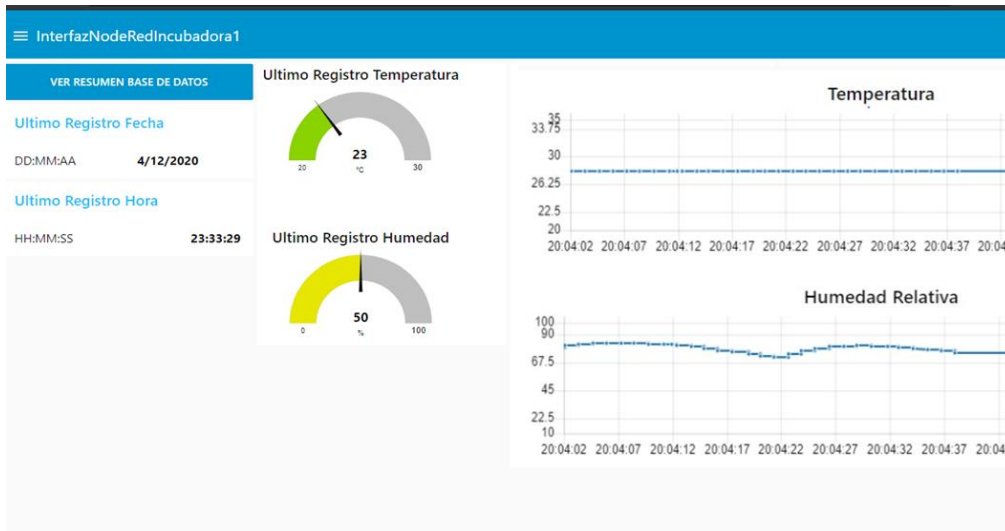 InterfazNodeRedIncubadora1
VER RESUMEN BASE DE DATOS
Ultimo Registro Fecha
DD:MM:AA 4/12/2020
Ultimo Registro Hora
HH:MM:SS 23:33:29
Ultimo Registro Temperatura
23
20 °C 30
Ultimo Registro Humedad
50
0 % 100
Temperatura
35
33.75
30
26.25
22.5
20
20:04:02 20:04:07 20:04:12 20:04:17 20:04:22 20:04:27 20:04:32 20:04:37 20:04
Humedad Relativa
100
90
67.5
45
22.5
10
20:04:02 20:04:07 20:04:12 20:04:17 20:04:22 20:04:27 20:04:32 20:04:37 20:04